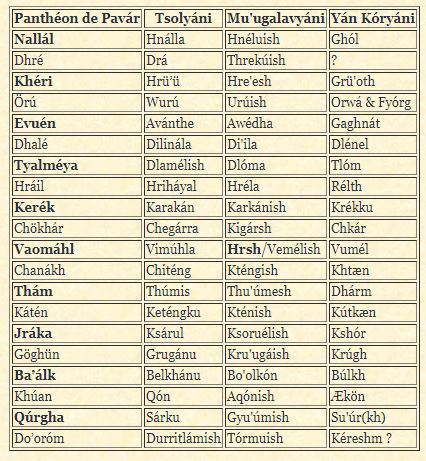 Panthéon de Pavár Tsolyáni Mu'ugalavyáni Yán Kóryáni
Nallál Hnálla Hnéluish Ghól
Dhré Drá Threkúish ?
Khéri Hrü’ü Hre'esh Grü'oth
Örú Wurú Urúish Orwá & Fyórg
Evuén Avánthe Awédha Gaghnát
Dhalé Dilinála Di'ila Dlénel
Tyalméya Dlamélish Dlóma Tlóm
Hráil Hriháyal Hréla Rélth
Kerék Karakán Karkánish Krékku
Chökhár Chegárra Kigársh Chkár
Vaomáhl Vimúhla Hrsh/Vemélish Vumél
Chanákh Chiténg Kténgish Khtæn
Thám Thúmis Thu'úmesh Dhárm
Kátén Keténgku Kténish Kútkæn
Jráka Ksárul Ksoruélish Kshór
Göghün Grugánu Kru'ugáish Krúgh
Ba’álk Belkhánu Bo'olkón Búlkh
Khúan Qón Aqónish Ækön
Qúrgha Sárku Gyu'úmish Su'úr(kh)
Do’oróm Durritlámish Tórmuish Kéreshm ?